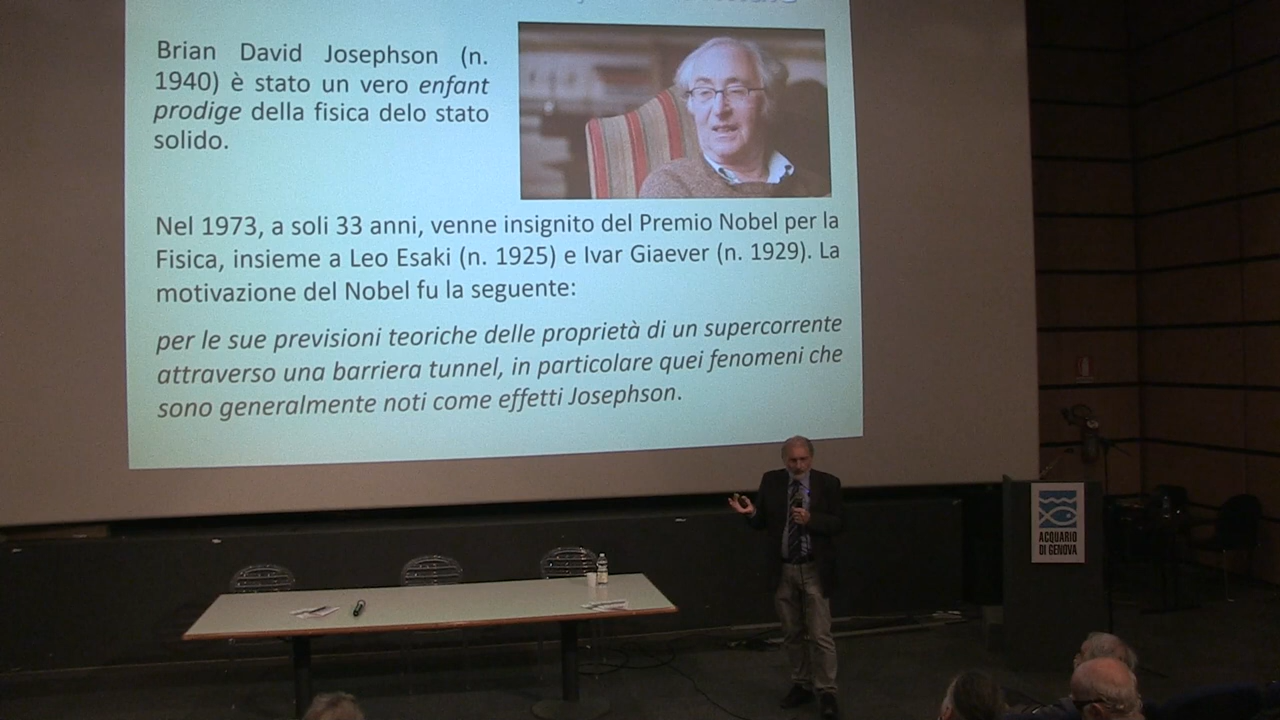 Brian David Josephson (n.
1940) è stato un vero enfant
prodige della fisica delo stato
solido.
Nel 1973, a soli 33 anni, venne insignito del Premio Nobel per la
Fisica, insieme a Leo Esaki (n. 1925) e Ivar Giaever (n. 1929). La
motivazione del Nobel fu la seguente:
per le sue previsioni teoriche delle proprietà di un supercorrente
attraverso una barriera tunnel, in particolare quei fenomeni che
sono generalmente noti come effetti Josephson.
ACQUARIO
DI GENOVA